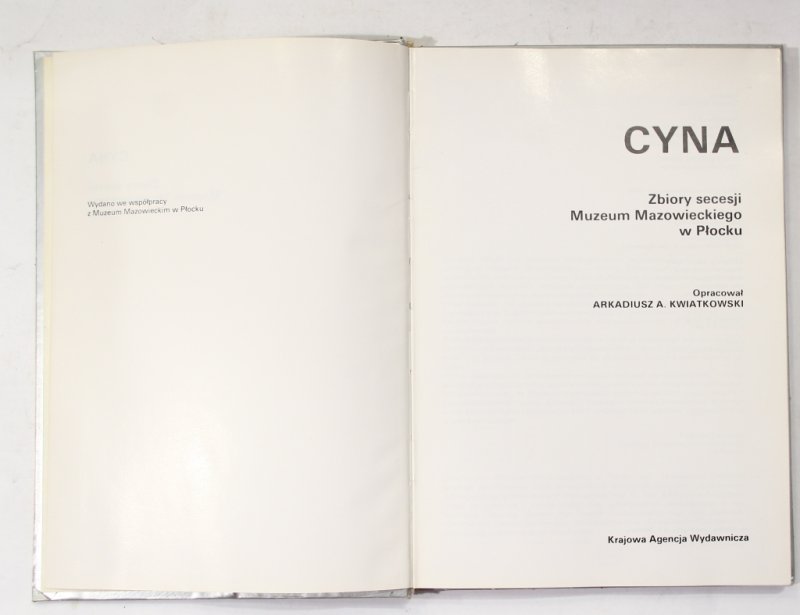 Wydano we współpracy
z Muzeum Mazowieckim w Płocku
CYNA
Zbiory secesji
Muzeum Mazowieckiego
w Płocku
Opracował
ARKADIUSZ A. KWIATKOWSKI
Krajowa Agencja Wydawnicza